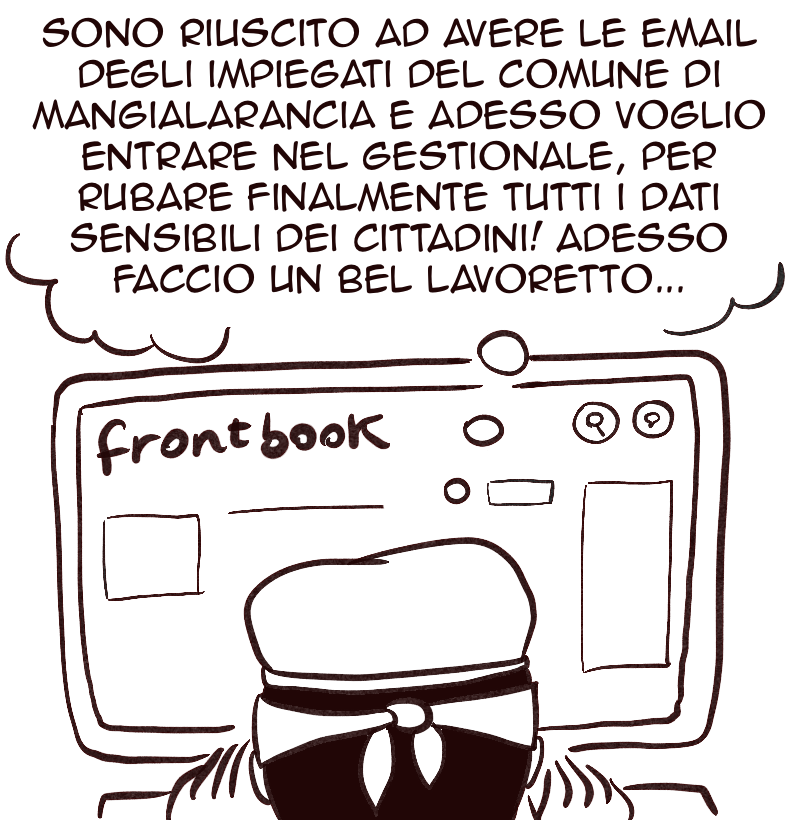 SONO RIUSCITO AD AVERE LE EMAIL
DEGLI IMPIEGATI DEL COMUNE DI
MANGIALARANCIA E ADESSO VOGLIO
ENTRARE NEL GESTIONALE, PER
RUBARE FINALMENTE TUTTI I DATI
SENSIBILI DEI CITTADINI! ADESSO
FACCIO UN BEL LAVORETTO...
frontbook